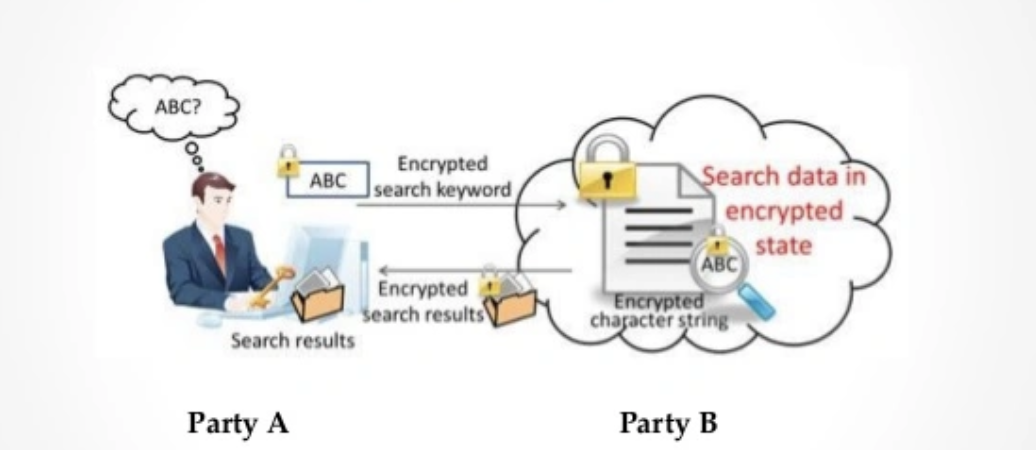 ABC?
ABC
Encrypted
search keyword
Search data in
encrypted
state
ABC
Encrypted
search results
Encrypted
character string
Search results
Party A
Party B